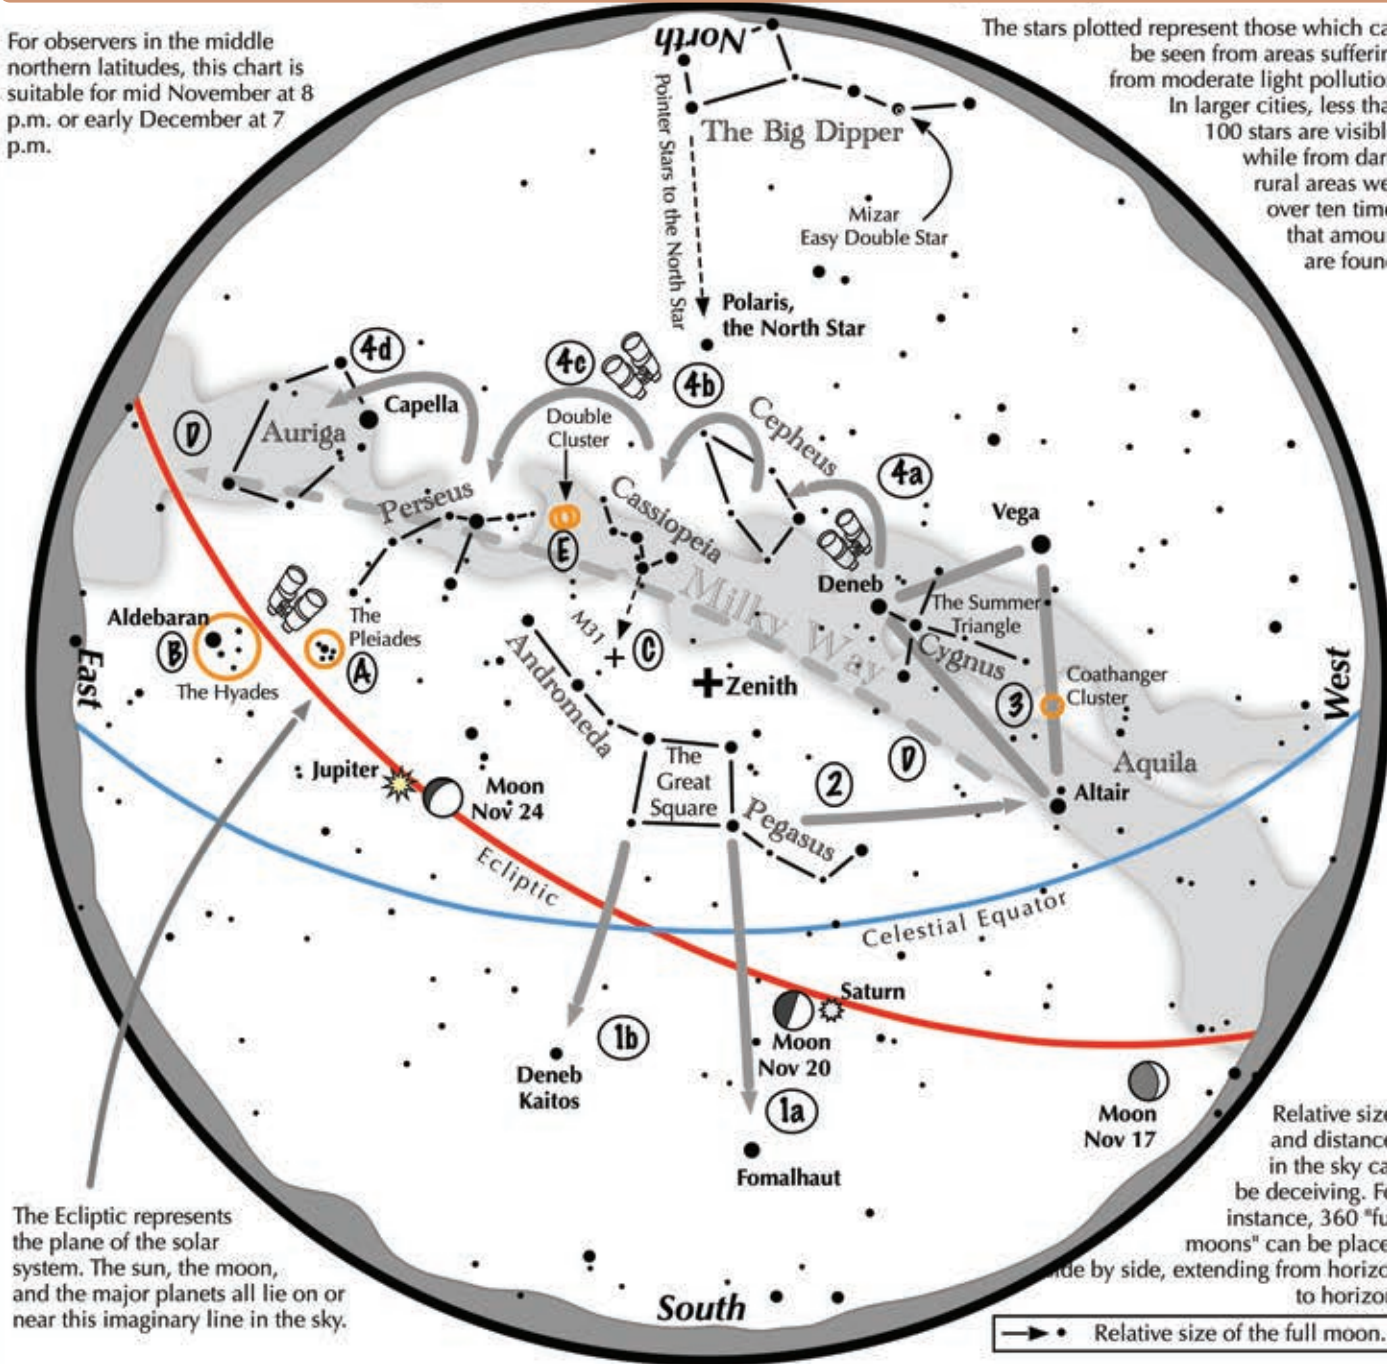 For observers in the middle
northern latitudes, this chart is
suitable for mid November at 8
p.m. or early December at 7
p.m.
The stars plotted represent those which ca
be seen from areas sufferin
from moderate light pollution
In larger cities, less tha
100 stars are visibl
while from dar
rural areas we
over ten time
that amou
are foun
North
Pointer Stars to the North Star
The Big Dipper
Mizar
Easy Double Star
Polaris,
the North Star
4d
4c
4b
Capella
Double
Cluster
Cepheus
4a
D
Auriga
Perseus
Cassiopeia
Vega
E
Deneb
Milky Way
The Summer
Triangle
Cygnus
Aldebaran
B
The
Pleiades
A
The Hyades
M31
C
Andromeda
Zenith
East
West
3
Coathanger
Cluster
Aquila
Jupiter
Moon
Nov 24
The
Great
Square
Pegasus
2
D
Altair
Ecliptic
Celestial Equator
Saturn
Moon
Nov 20
1b
Deneb
Kaitos
1a
Fomalhaut
Moon
Nov 17
The Ecliptic represents
the plane of the solar
system. The sun, the moon,
and the major planets all lie on or
near this imaginary line in the sky.
South
Relative size
and distance
in the sky ca
be deceiving. Fo
instance, 360 "fu
moons" can be place
ide by side, extending from horizo
to horizon
Relative size of the full moon.